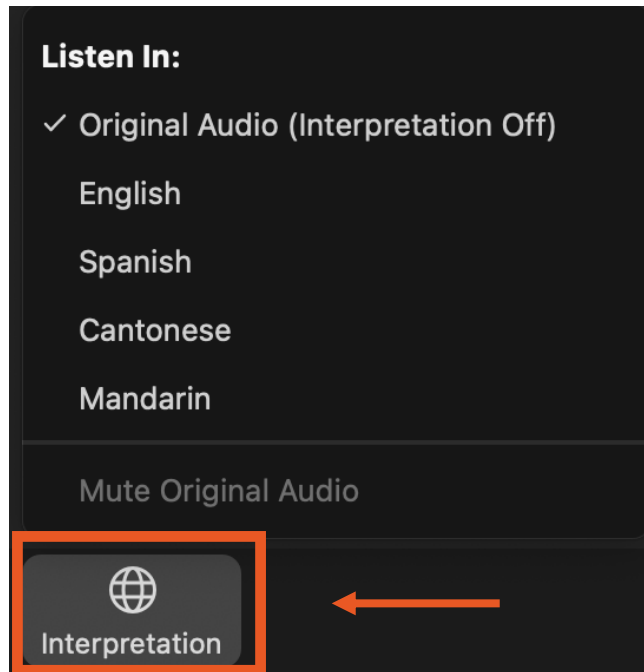 Listen In:
✓ Original Audio (Interpretation Off)
English
Spanish
Cantonese
Mandarin
Mute Original Audio
Interpretation